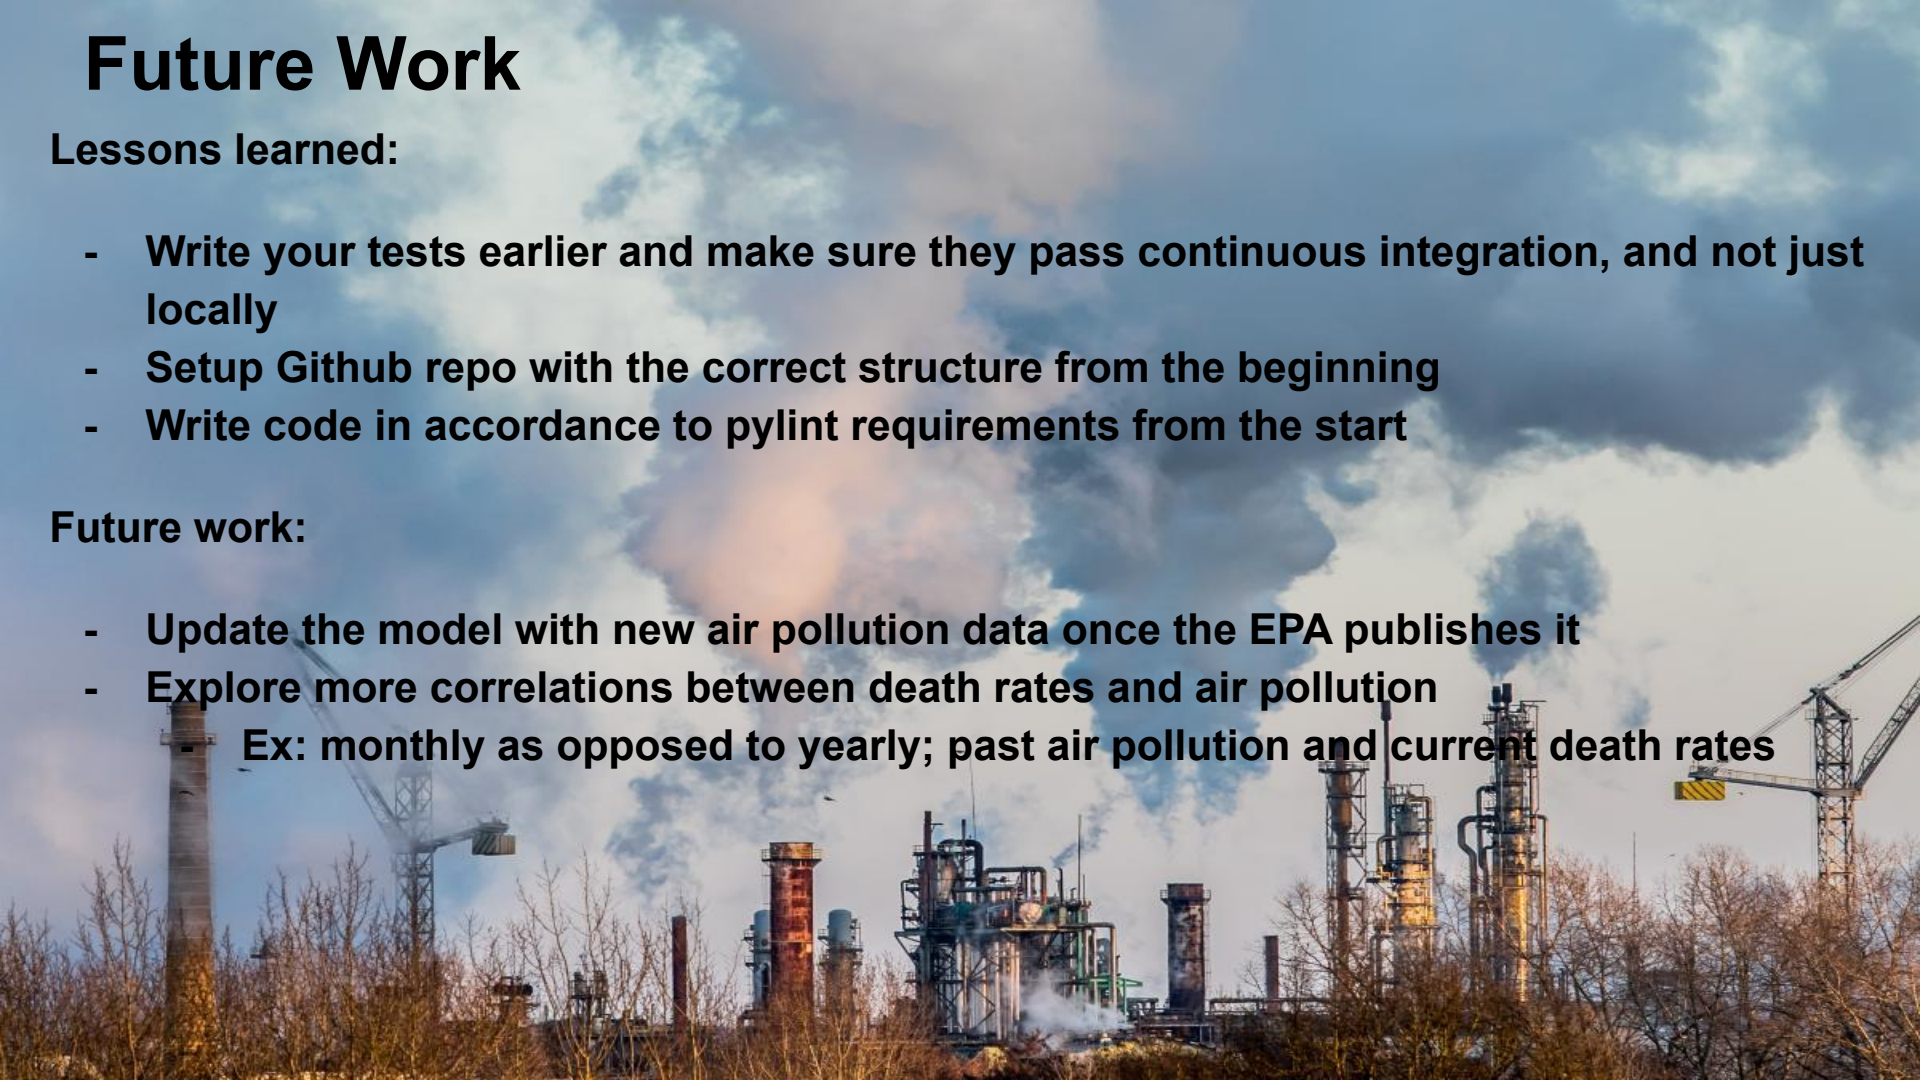 Future Work
Lessons learned:
- Write your tests earlier and make sure they pass continuous integration, and not just
locally
- Setup Github repo with the correct structure from the beginning
- Write code in accordance to pylint requirements from the start
Future work:
- Update the model with new air pollution data once the EPA publishes it
- Explore more correlations between death rates and air pollution
- Ex: monthly as opposed to yearly; past air pollution and current death rates